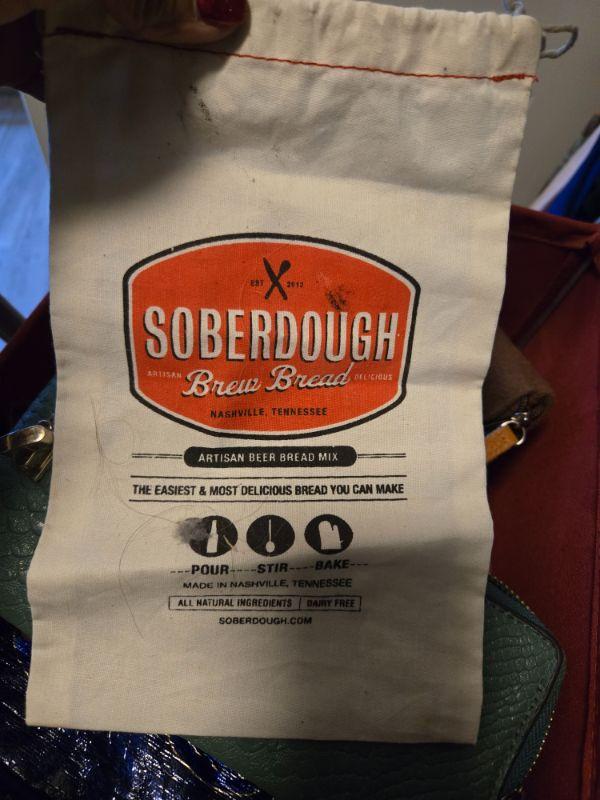 EST 2012
SOBERDOUGH
ARTISAN Brew Bread DELICIOUS
NASHVILLE, TENNESSEE
ARTISAN BEER BREAD MIX
THE EASIEST & MOST DELICIOUS BREAD YOU CAN MAKE
POUR STIR BAKE
MADE IN NASHVILLE, TENNESSEE
ALL NATURAL INGREDIENTS | DAIRY FREE
SOBERDOUGH.COM